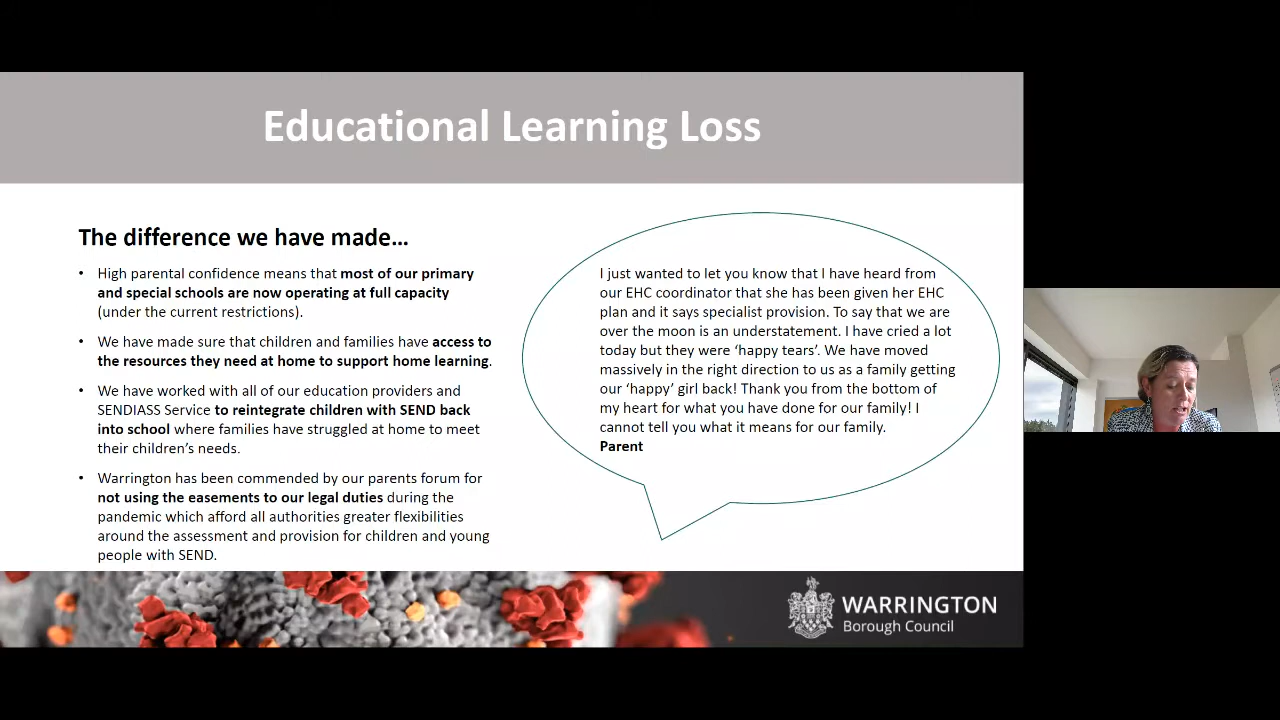 Educational Learning Loss
The difference we have made...
• High parental confidence means that most of our primary
and special schools are now operating at full capacity
(under the current restrictions).
• We have made sure that children and families have access to
the resources they need at home to support home learning.
• We have worked with all of our education providers and
SENDIASS Service to reintegrate children with SEND back
into school where families have struggled at home to meet
their children's needs.
• Warrington has been commended by our parents forum for
not using the easements to our legal duties during the
pandemic which afford all authorities greater flexibilities
around the assessment and provision for children and young
people with SEND.
I just wanted to let you know that I have heard from
our EHC coordinator that she has been given her EHC
plan and it says specialist provision. To say that we are
over the moon is an understatement. I have cried a lot
today but they were ‘happy tears’. We have moved
massively in the right direction to us as a family getting
our ‘happy’ girl back! Thank you from the bottom of
my heart for what you have done for our family! I
cannot tell you what it means for our family.
Parent
WARRINGTON
Borough Council